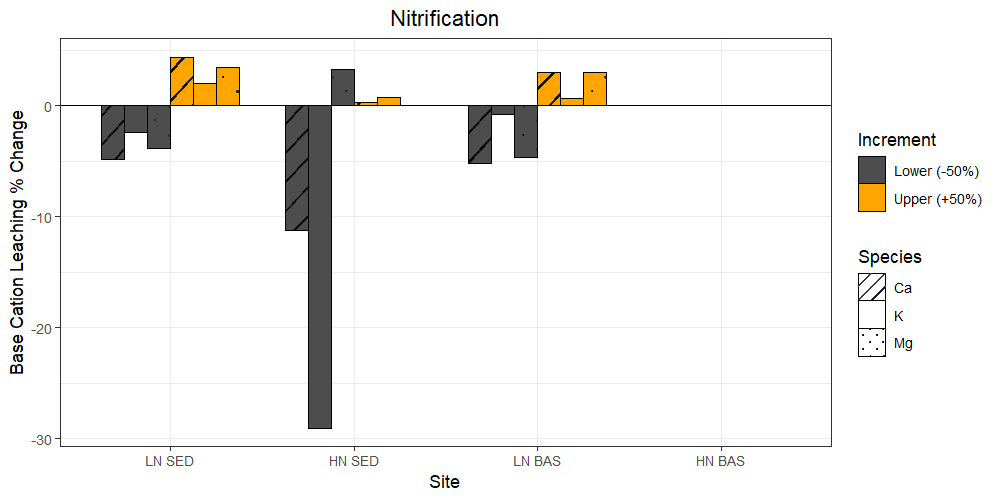 Nitrification
Base Cation Leaching % Change
0
-10
-20
-30
LN SED
HN SED
LN BAS
HN BAS
Site
Increment
Lower (-50%)
Upper (+50%)
Species
Ca
K
Mg